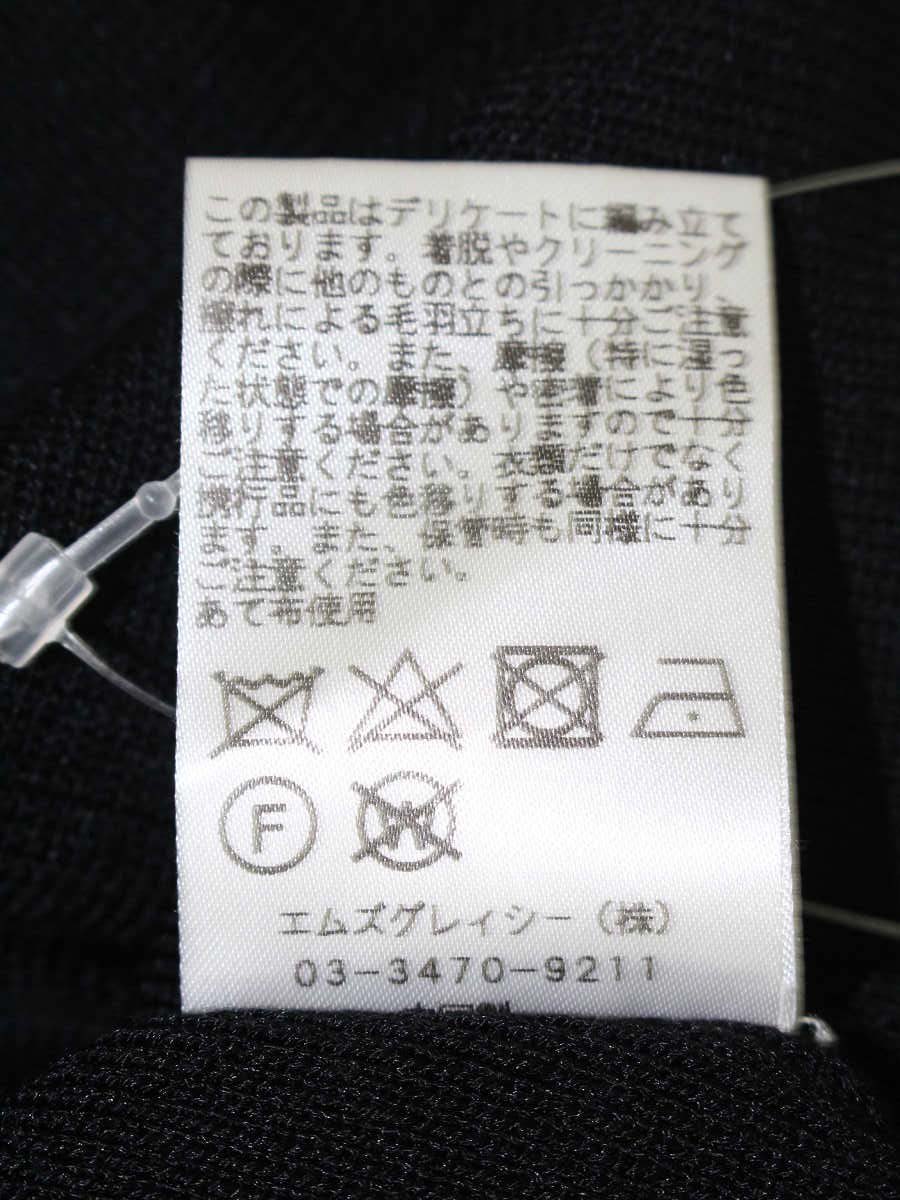 この製品はデリケートに編み立て
ております。着脱やクリーニング
の際に他のものとの引っかかり、
擦れによる毛羽立ちに十分ご注意
ください。また、摩擦(特に湿っ
た状態での摩擦)や密着により色
移りする場合がありますので十分
ご注意ください。衣類だけでなく
付属品にも色移りする場合があり
ます。また、保管時も同様に十分
ご注意ください。
あて布使用
F
エムズグレイシー(株)
03-3470-9211